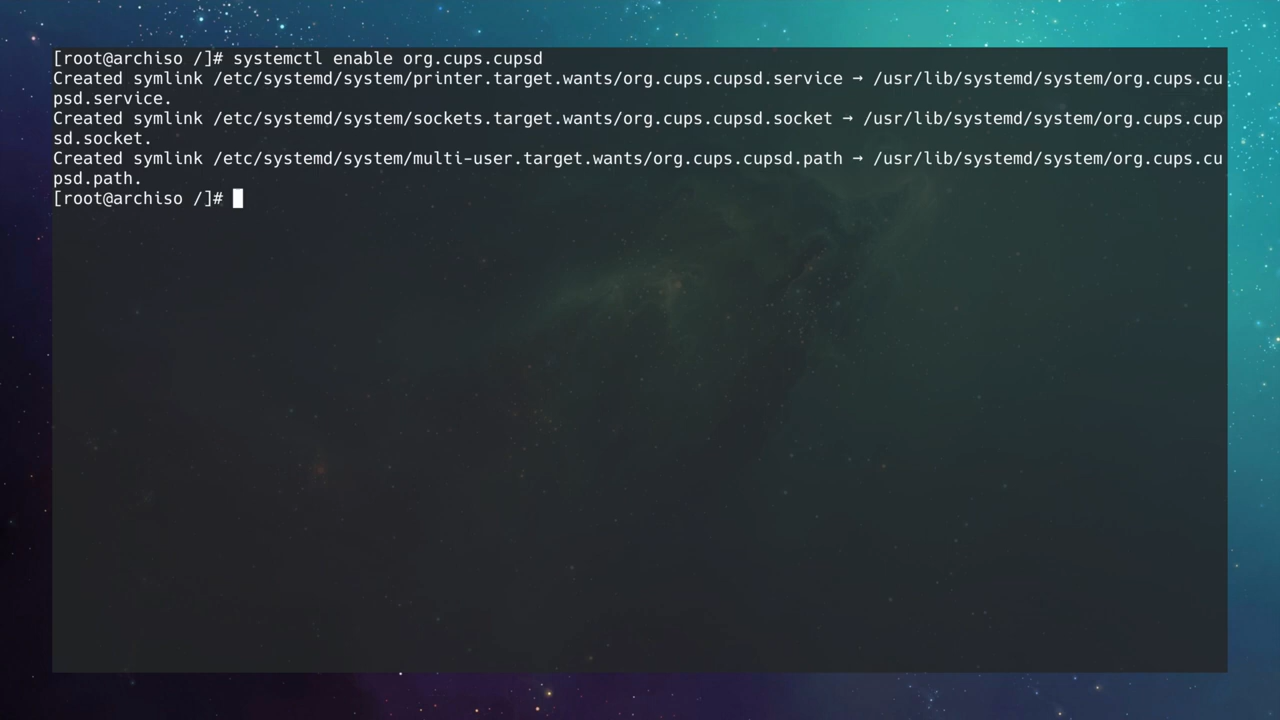 [root@archiso /]# systemctl enable org.cups.cupsd
Created symlink /etc/systemd/system/printer.target.wants/org.cups.cupsd.service → /usr/lib/systemd/system/org.cups.cu
psd.service.
Created symlink /etc/systemd/system/sockets.target.wants/org.cups.cupsd.socket → /usr/lib/systemd/system/org.cups.cup
sd.socket.
Created symlink /etc/systemd/system/multi-user.target.wants/org.cups.cupsd.path → /usr/lib/systemd/system/org.cups.cu
psd.path.
[root@archiso /]#